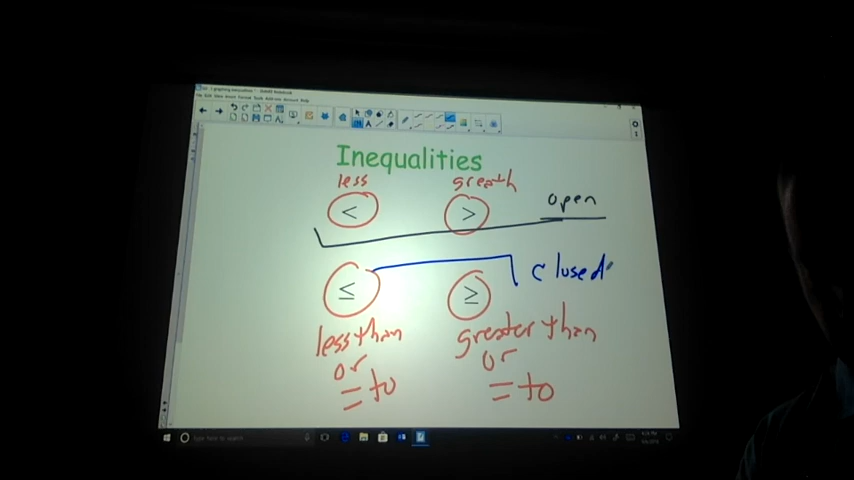 Inequalities
less greath
< > open
≤ ≥ closed
less than greater than
or or
= to = to